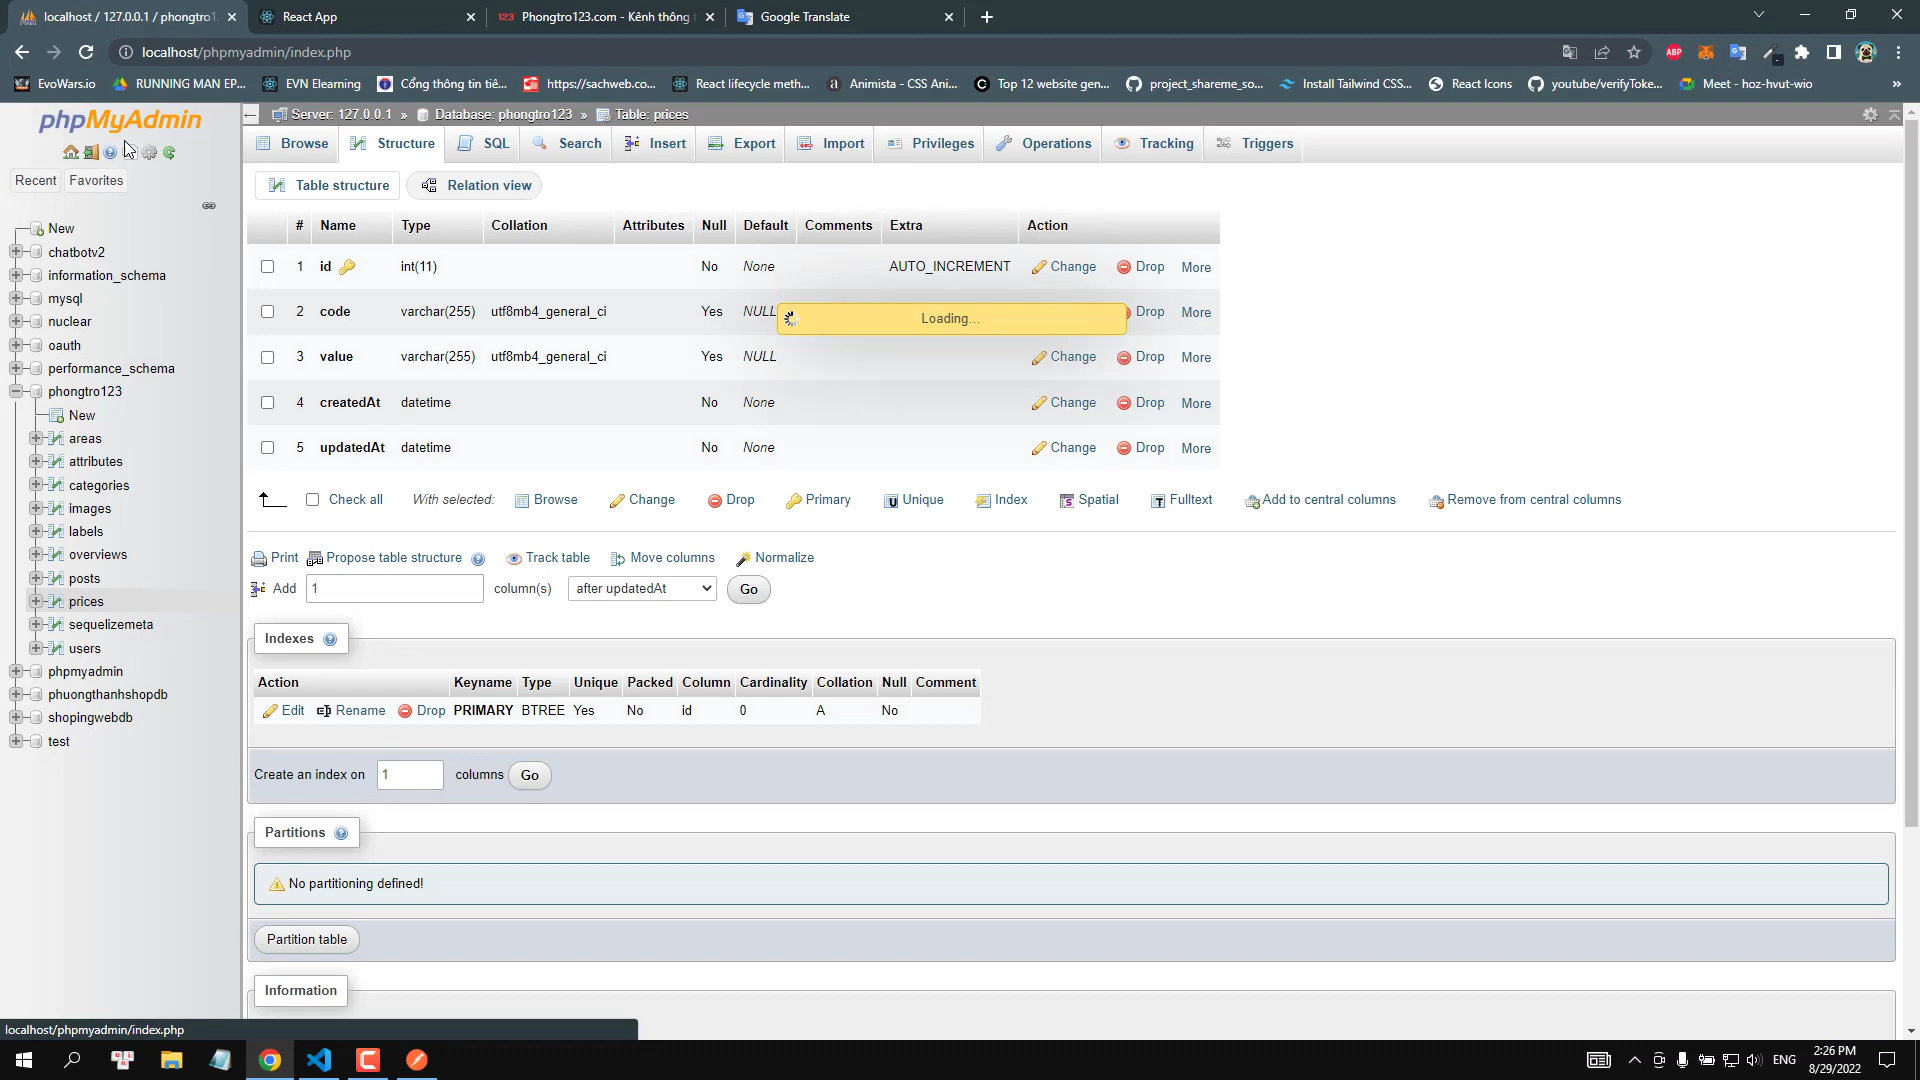 localhost / 127.0.0.1 / phongtro1
React App
Phongtro123.com - Kênh thông
Google Translate
localhost/phpmyadmin/index.php
EvoWars.io
RUNNING MAN EP...
EVN Elearning
Cổng thông tin tiê...
https://sachweb.co...
React lifecycle meth...
Animista - CSS Ani...
Top 12 website gen...
project_shareme_so...
Install Tailwind CSS...
React Icons
youtube/verifyToke...
Meet - hoz-hvut-wio
»
phpMyAdmin
Recent Favorites
New
chatbotv2
information_schema
mysql
nuclear
oauth
performance_schema
phongtro123
New
areas
attributes
categories
images
labels
overviews
posts
prices
sequelizemeta
users
phpmyadmin
phuongthanhshopdb
shopingwebdb
test
Server: 127.0.0.1 » Database: phongtro123 » Table: prices
Browse Structure SQL Search Insert Export Import Privileges Operations Tracking Triggers
Table structure Relation view
# Name Type Collation Attributes Null Default Comments Extra Action
1 id int(11) No None AUTO_INCREMENT Change Drop More
2 code varchar(255) utf8mb4_general_ci Yes NULL Drop More
Loading...
3 value varchar(255) utf8mb4_general_ci Yes NULL Change Drop More
4 createdAt datetime No None Change Drop More
5 updatedAt datetime No None Change Drop More
Check all With selected: Browse Change Drop Primary Unique Index Spatial Fulltext Add to central columns Remove from central columns
Print Propose table structure Track table Move columns Normalize
Add 1 column(s) after updatedAt Go
Indexes
Action Keyname Type Unique Packed Column Cardinality Collation Null Comment
Edit Rename Drop PRIMARY BTREE Yes No id 0 A No
Create an index on 1 columns Go
Partitions
No partitioning defined!
Partition table
Information
localhost/phpmyadmin/index.php
ENG
2:26 PM
8/29/2022